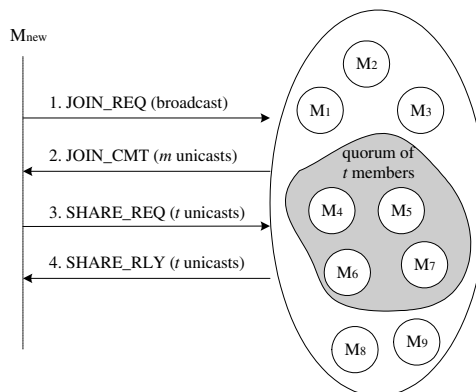 Mnew
1. JOIN_REQ (broadcast)
2. JOIN_CMT (m unicasts)
3. SHARE_REQ (t unicasts)
4. SHARE_RLY (t unicasts)
M2
M1
M3
quorum of
t members
M4
M5
M6
M7
M8
M9